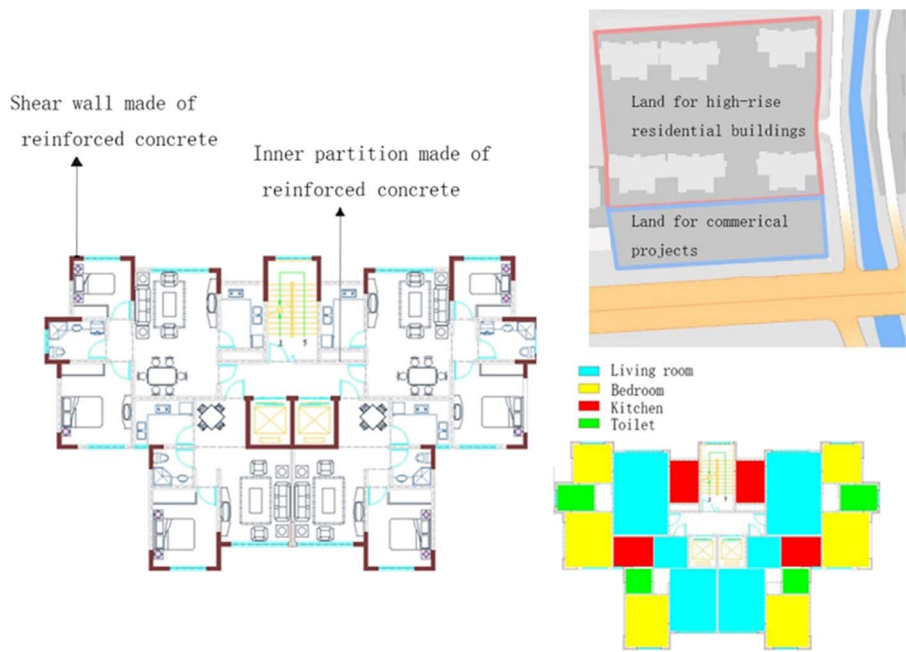 Shear wall made of
reinforced concrete
Inner partition made of
reinforced concrete
Land for high-rise
residential buildings
Land for commerical
projects
Living room
Bedroom
Kitchen
Toilet